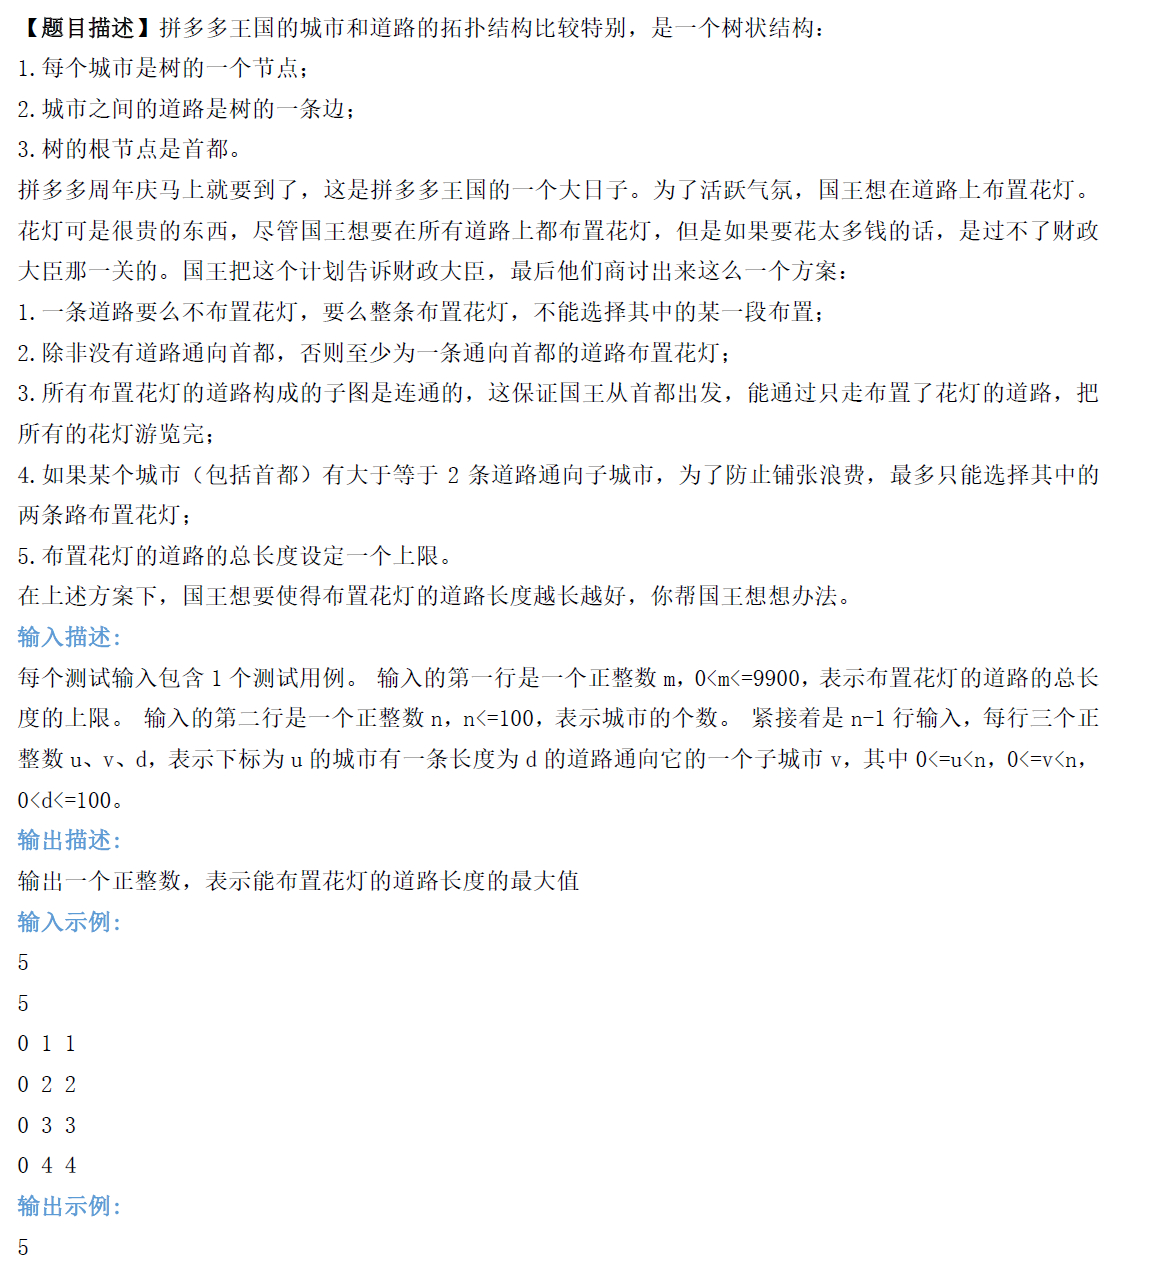 【题目描述】拼多多王国的城市和道路的拓扑结构比较特别，是一个树状结构：
1.每个城市是树的一个节点；
2.城市之间的道路是树的一条边；
3.树的根节点是首都。
拼多多周年庆马上就要到了，这是拼多多王国的一个大日子。为了活跃气氛，国王想在道路上布置花灯。
花灯可是很贵的东西，尽管国王想要在所有道路上都布置花灯，但是如果要花太多钱的话，是过不了财政
大臣那一关的。国王把这个计划告诉财政大臣，最后他们商讨出来这么一个方案：
1.一条道路要么不布置花灯，要么整条布置花灯，不能选择其中的某一段布置；
2.除非没有道路通向首都，否则至少为一条通向首都的道路布置花灯；
3.所有布置花灯的道路构成的子图是连通的，这保证国王从首都出发，能通过只走布置了花灯的道路，把
所有的花灯游览完；
4.如果某个城市（包括首都）有大于等于 2 条道路通向子城市，为了防止铺张浪费，最多只能选择其中的
两条路布置花灯；
5.布置花灯的道路的总长度设定一个上限。
在上述方案下，国王想要使得布置花灯的道路长度越长越好，你帮国王想想办法。
输入描述:
每个测试输入包含 1 个测试用例。 输入的第一行是一个正整数 m，0<m<=9900，表示布置花灯的道路的总长
度的上限。 输入的第二行是一个正整数 n，n<=100，表示城市的个数。 紧接着是 n-1 行输入，每行三个正
整数 u、v、d，表示下标为 u 的城市有一条长度为 d 的道路通向它的一个子城市 v，其中 0<=u<n，0<=v<n，
0<d<=100。
输出描述:
输出一个正整数，表示能布置花灯的道路长度的最大值
输入示例:
5
5
0 1 1
0 2 2
0 3 3
0 4 4
输出示例:
5